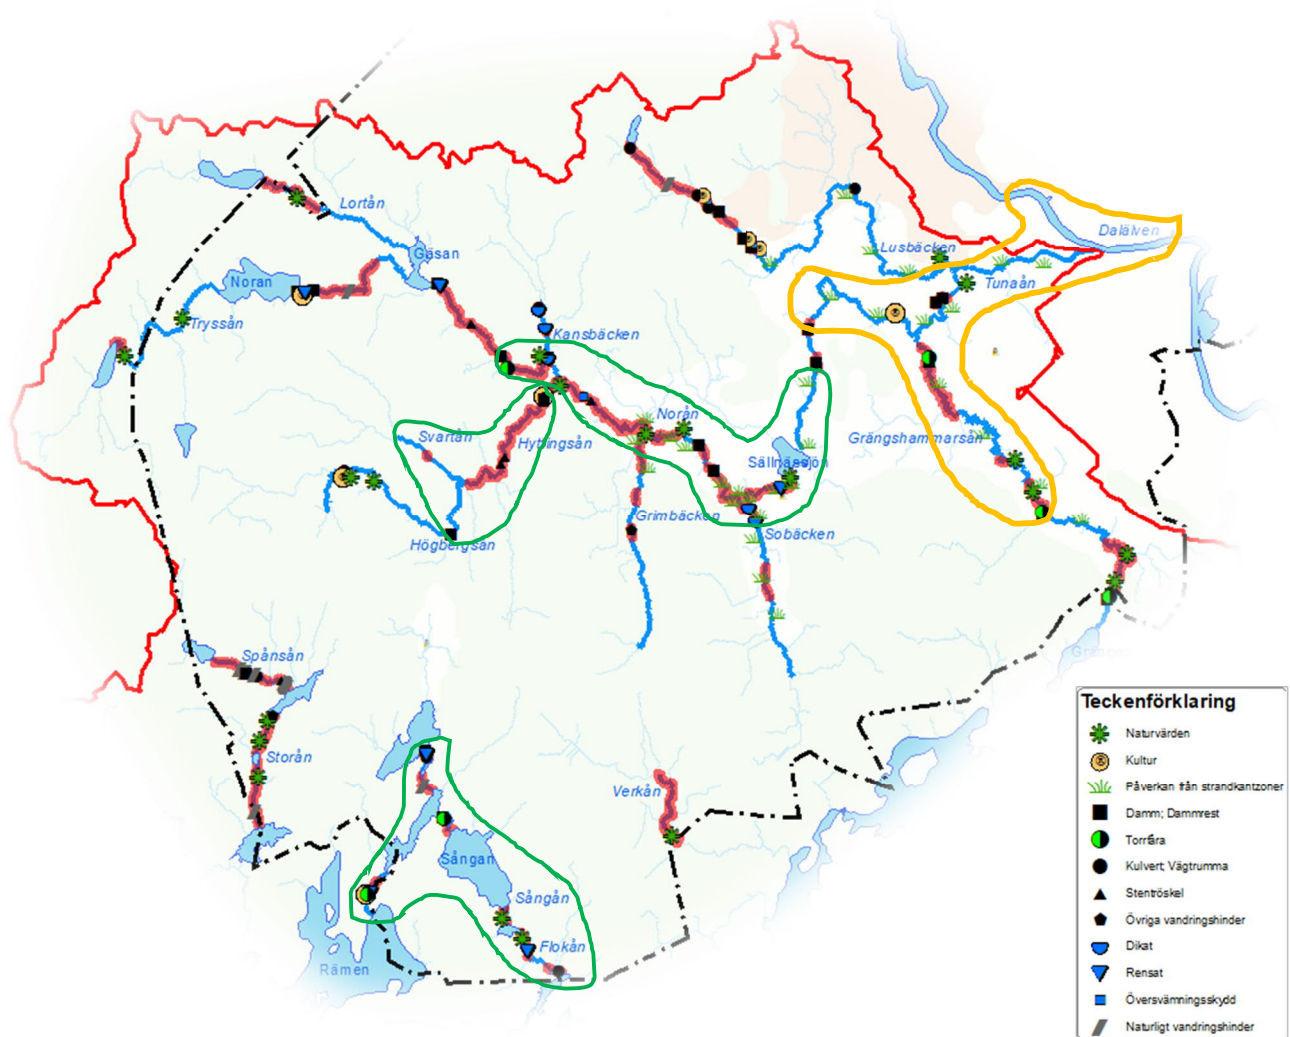 Lortån
Gäsan
Noran
Tryssån
Kansbäcken
Lusbäcken
Dalälven
Tunaån
Svartån
Hyttingsån
Norån
Grängshammarsån
Sällnässjön
Högbergsån
Grimbäcken
Sobäcken
Spånsån
Storån
Verkån
Sången
Sångån
Flokån
Rämen
Teckenförklaring
Naturvärden
Kultur
Påverkan från strandkantzoner
Damm; Dammrest
Torrfåra
Kulvert; Vägtrumma
Stentröskel
Övriga vandringshinder
Dikat
Rensat
Översvämningsskydd
Naturligt vandringshinder